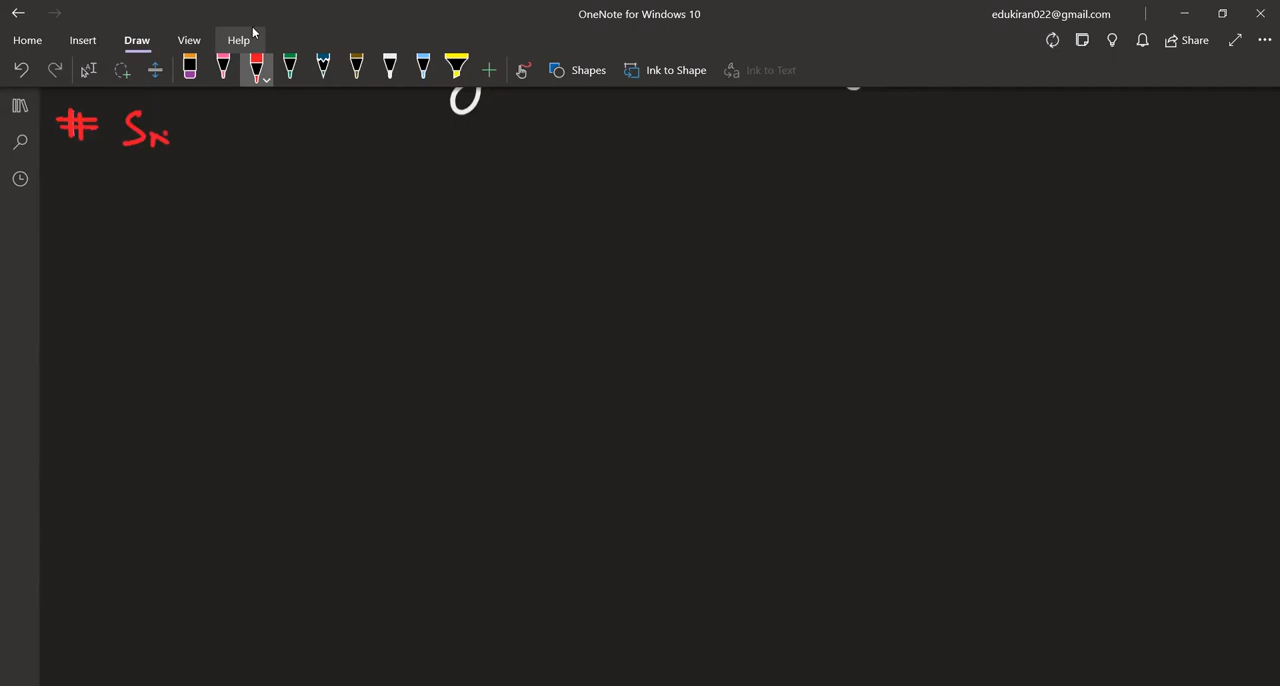 OneNote for Windows 10
edukiran022@gmail.com
Home Insert Draw View Help
Share
Shapes Ink to Shape Ink to Text
# Sri